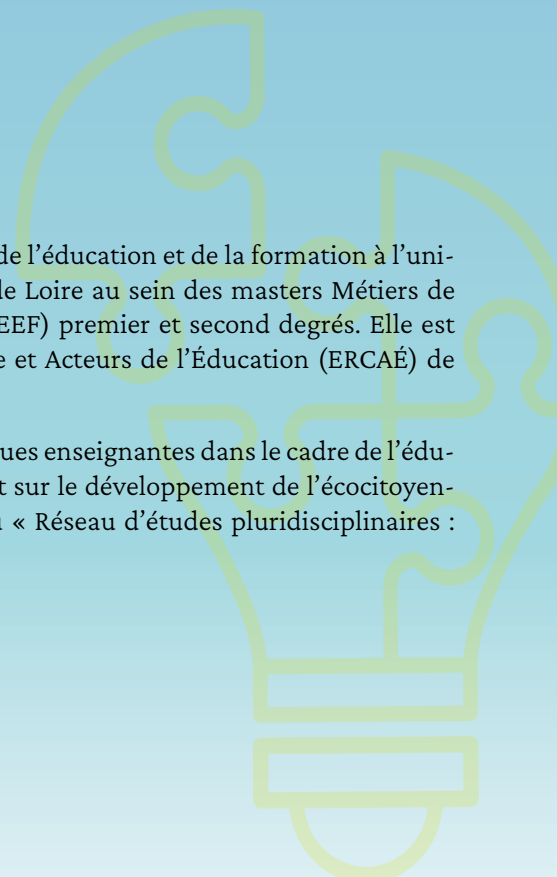 de l’éducation et de la formation à l’uni-
de Loire au sein des masters Métiers de
EEF) premier et second degrés. Elle est
e et Acteurs de l’Éducation (ERCAÉ) de
ues enseignantes dans le cadre de l’édu-
t sur le développement de l’écocitoyen-
« Réseau d’études pluridisciplinaires :